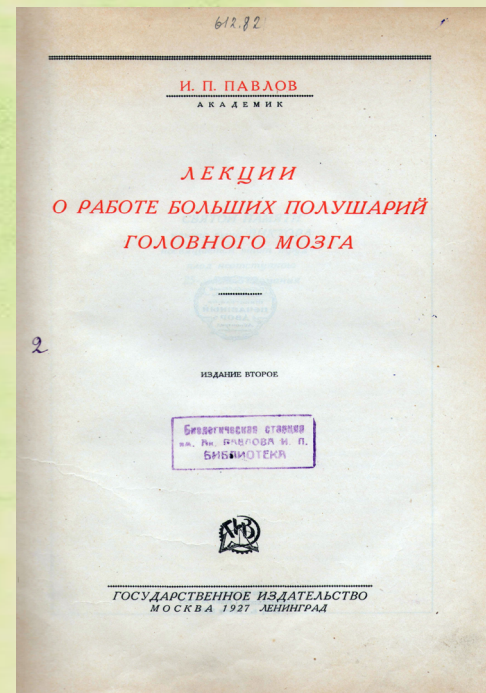 612.82
И. П. ПАВЛОВ
АКАДЕМИК
ЛЕКЦИИ
О РАБОТЕ БОЛЬШИХ ПОЛУШАРИЙ
ГОЛОВНОГО МОЗГА
2
ИЗДАНИЕ ВТОРОЕ
Биологическая станция
им. Ак. ПАВЛОВА И. П.
БИБЛИОТЕКА
ГОСУДАРСТВЕННОЕ ИЗДАТЕЛЬСТВО
МОСКВА 1927 ЛЕНИНГРАД